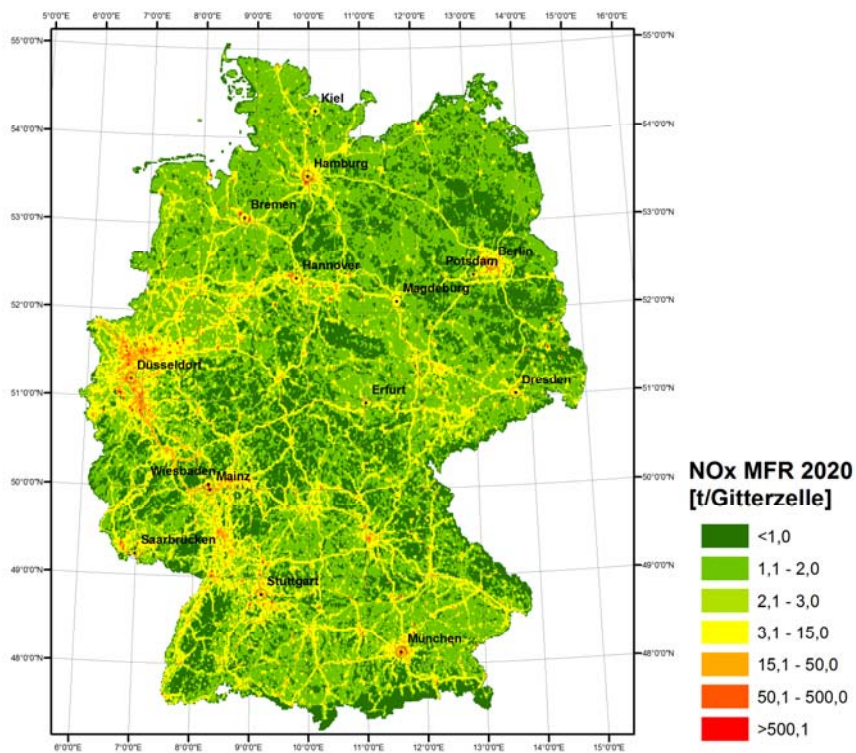 5°0'0"E 6°0'0"E 7°0'0"E 8°0'0"E 9°0'0"E 10°0'0"E 11°0'0"E 12°0'0"E 13°0'0"E 14°0'0"E 15°0'0"E 16°0'0"E
55°0'0"N 55°0'0"N
Kiel
54°0'0"N 54°0'0"N
Hamburg
53°0'0"N 53°0'0"N
Bremen
Berlin
Potsdam
Hannover
Magdeburg
52°0'0"N 52°0'0"N
Düsseldorf
51°0'0"N 51°0'0"N
Erfurt
Dresden
50°0'0"N 50°0'0"N
Wiesbaden
Mainz
Saarbrücken
49°0'0"N 49°0'0"N
Stuttgart
München
48°0'0"N 48°0'0"N
6°0'0"E 7°0'0"E 8°0'0"E 9°0'0"E 10°0'0"E 11°0'0"E 12°0'0"E 13°0'0"E 14°0'0"E 15°0'0"E
NOx MFR 2020
[t/Gitterzelle]
<1,0
1,1 - 2,0
2,1 - 3,0
3,1 - 15,0
15,1 - 50,0
50,1 - 500,0
>500,1